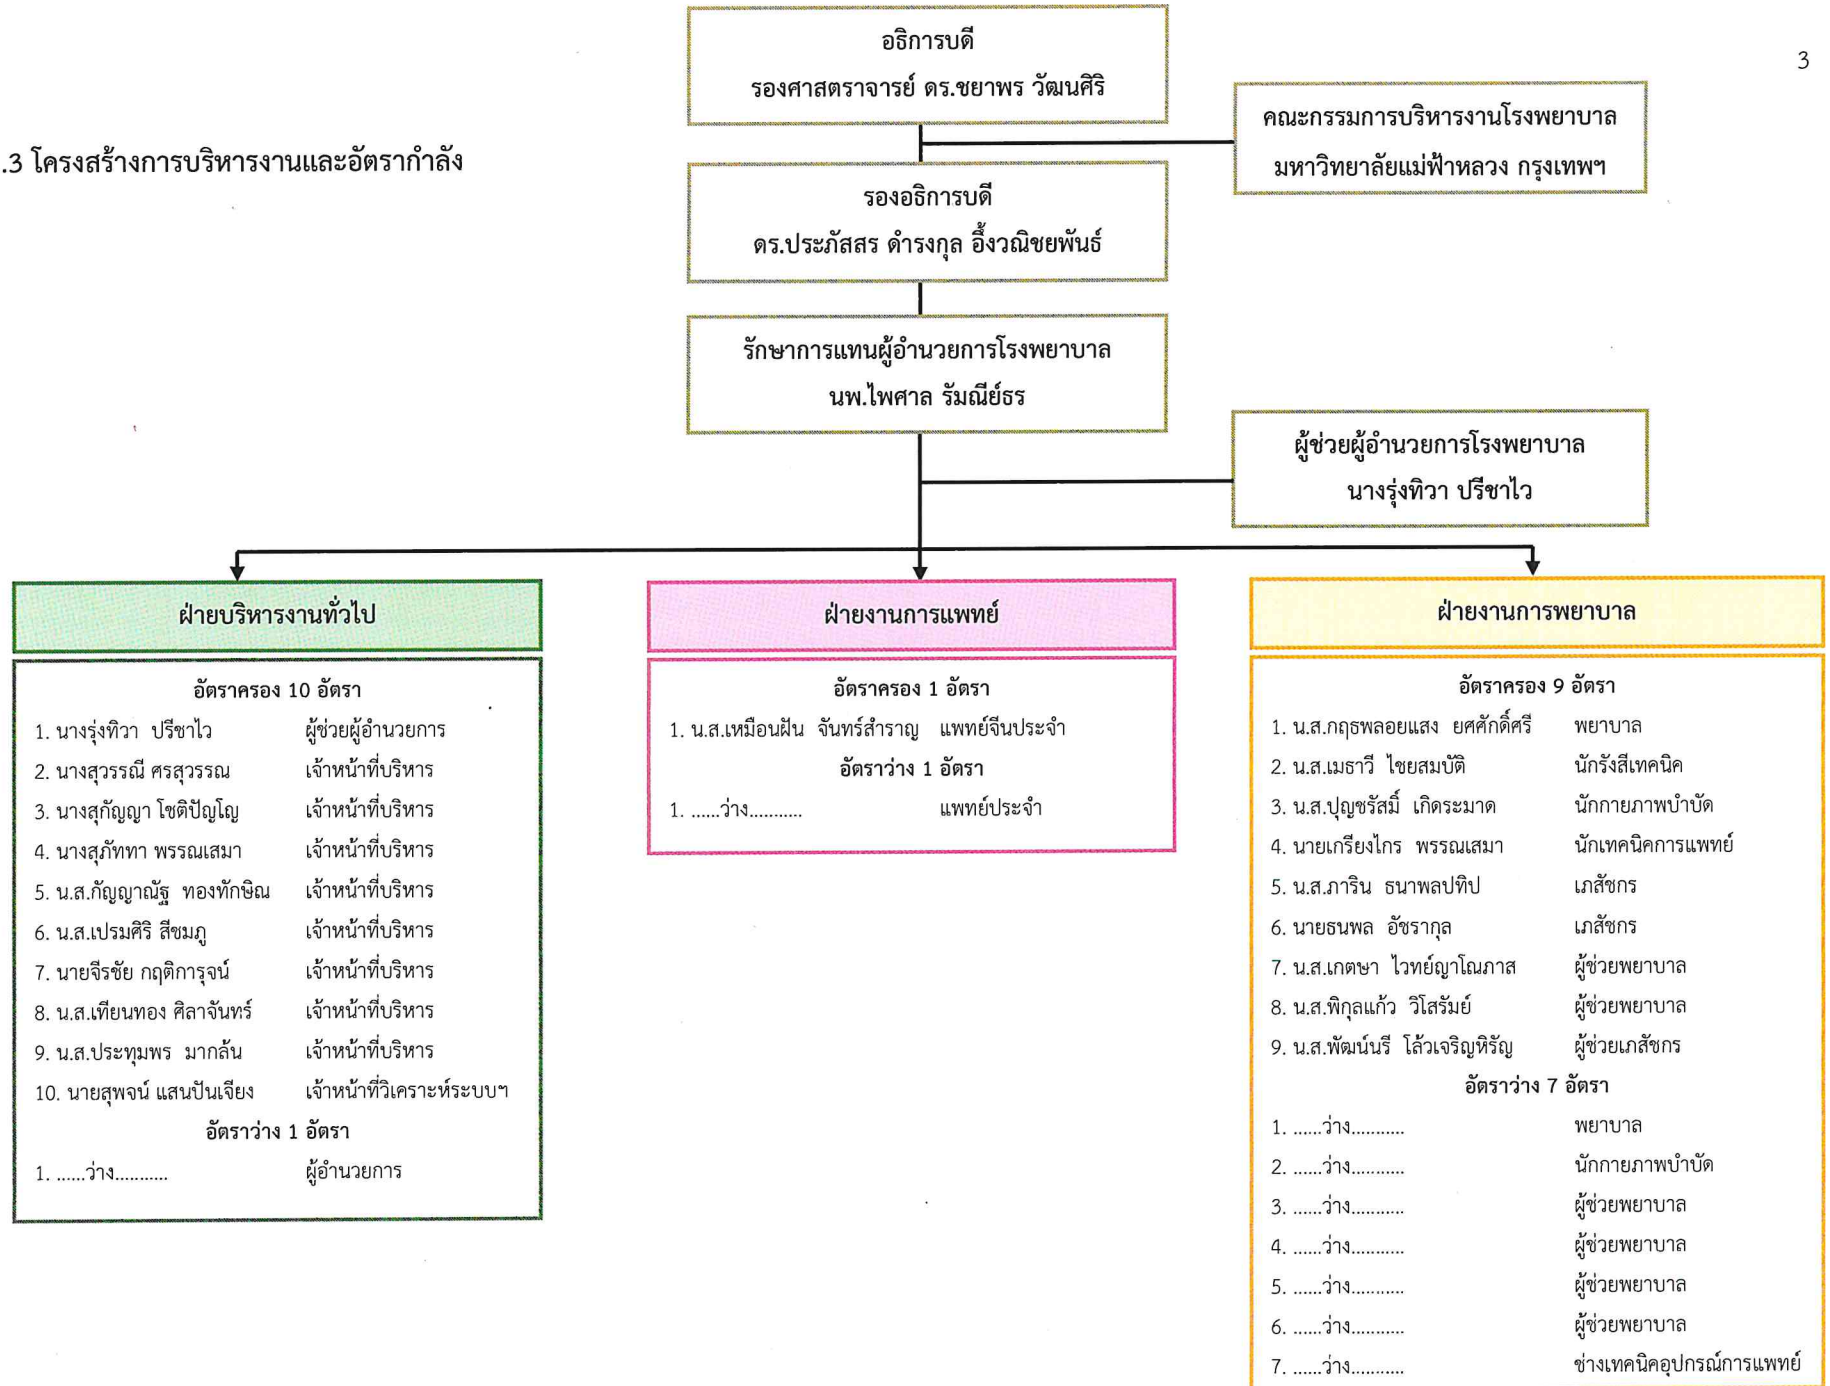 3
.3 โครงสร้างการบริหารงานและอัตรากำลัง
อธิการบดี
รองศาสตราจารย์ ดร.ชยาพร วัฒนศิริ
คณะกรรมการบริหารงานโรงพยาบาล
มหาวิทยาลัยแม่ฟ้าหลวง กรุงเทพฯ
รองอธิการบดี
ดร.ประภัสสร ดำรงกุล อึ้งวณิชยพันธ์
รักษาการแทนผู้อำนวยการโรงพยาบาล
นพ.ไพศาล รัมณีย์ธร
ผู้ช่วยผู้อำนวยการโรงพยาบาล
นางรุ่งทิวา ปรีชาไว
ฝ่ายบริหารงานทั่วไป
อัตราครอง 10 อัตรา
1. นางรุ่งทิวา ปรีชาไว ผู้ช่วยผู้อำนวยการ
2. นางสุวรรณี ศรสุวรรณ เจ้าหน้าที่บริหาร
3. นางสุกัญญา โชติปัญโญ เจ้าหน้าที่บริหาร
4. นางสุภัททา พรรณเสมา เจ้าหน้าที่บริหาร
5. น.ส.กัญญาณัฐ ทองทักษิณ เจ้าหน้าที่บริหาร
6. น.ส.เปรมศิริ สีชมภู เจ้าหน้าที่บริหาร
7. นายจีรชัย กฤติการุจน์ เจ้าหน้าที่บริหาร
8. น.ส.เทียนทอง ศิลาจันทร์ เจ้าหน้าที่บริหาร
9. น.ส.ประทุมพร มากล้น เจ้าหน้าที่บริหาร
10. นายสุพจน์ แสนปันเจียง เจ้าหน้าที่วิเคราะห์ระบบฯ
อัตราว่าง 1 อัตรา
1. ......ว่าง........... ผู้อำนวยการ
ฝ่ายงานการแพทย์
อัตราครอง 1 อัตรา
1. น.ส.เหมือนฝัน จันทร์สำราญ แพทย์จีนประจำ
อัตราว่าง 1 อัตรา
1. ......ว่าง........... แพทย์ประจำ
ฝ่ายงานการพยาบาล
อัตราครอง 9 อัตรา
1. น.ส.กฤธพลอยแสง ยศศักดิ์ศรี พยาบาล
2. น.ส.เมธาวี ไชยสมบัติ นักรังสีเทคนิค
3. น.ส.ปุญชรัสมิ์ เกิดระมาด นักกายภาพบำบัด
4. นายเกรียงไกร พรรณเสมา นักเทคนิคการแพทย์
5. น.ส.ภาริน ธนาพลปทิป เภสัชกร
6. นายธนพล อัชรากุล เภสัชกร
7. น.ส.เกตษา ไวทย์ญาโณภาส ผู้ช่วยพยาบาล
8. น.ส.พิกุลแก้ว วิโสรัมย์ ผู้ช่วยพยาบาล
9. น.ส.พัฒน์นรี โล้วเจริญหิรัญ ผู้ช่วยเภสัชกร
อัตราว่าง 7 อัตรา
1. ......ว่าง........... พยาบาล
2. ......ว่าง........... นักกายภาพบำบัด
3. ......ว่าง........... ผู้ช่วยพยาบาล
4. ......ว่าง........... ผู้ช่วยพยาบาล
5. ......ว่าง........... ผู้ช่วยพยาบาล
6. ......ว่าง........... ผู้ช่วยพยาบาล
7. ......ว่าง........... ช่างเทคนิคอุปกรณ์การแพทย์